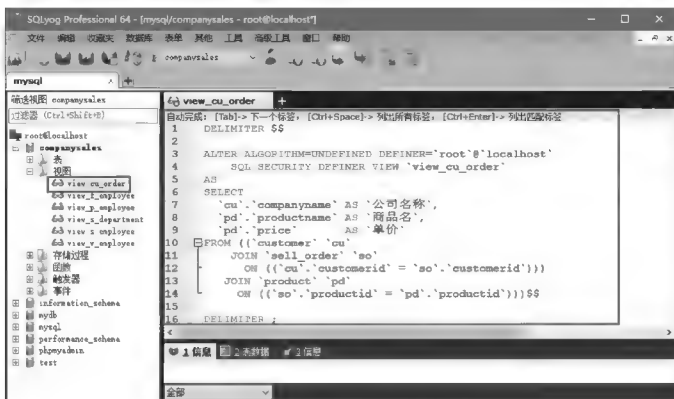 SQLyog Professional 64 - [mysql/companysales - root@localhost*]
文件 编辑 收藏夹 数据库 表单 其他 工具 高级工具 窗口 帮助
companysales
mysql
筛选视图 companysales
过滤器 (Ctrl+Shift+B)
root@localhost
companysales
表
视图
view_cu_order
view_f_employee
view_p_employee
view_s_department
view_s_employee
view_v_employee
存储过程
函数
触发器
事件
information_schema
mydb
mysql
performance_schema
phpmyadmin
test
view_cu_order
自动完成: [Tab]-> 下一个标签, [Ctrl+Space]-> 列出所有标签, [Ctrl+Enter]-> 列出匹配标签
1 DELIMITER $$
2
3 ALTER ALGORITHM=UNDEFINED DEFINER=`root`@`localhost`
4 SQL SECURITY DEFINER VIEW `view_cu_order`
5 AS
6 SELECT
7 `cu`.`companyname` AS `公司名称`,
8 `pd`.`productname` AS `商品名`,
9 `pd`.`price` AS `单价`
10 FROM ((`customer` `cu`
11 JOIN `sell_order` `so`
12 ON ((`cu`.`customerid` = `so`.`customerid`)))
13 JOIN `product` `pd`
14 ON ((`so`.`productid` = `pd`.`productid`)))$$
15
16 DELIMITER ;
1 信息 2 表数据 3 信息
全部